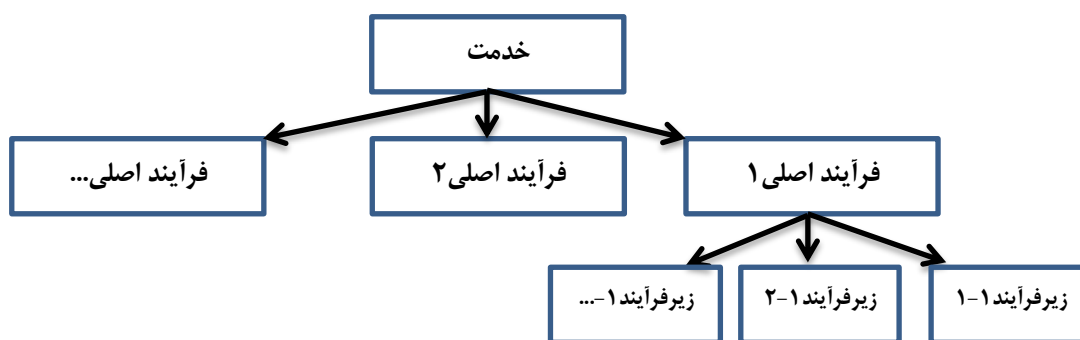 خدمت
فرآیند اصلی۱
فرآیند اصلی۲
فرآیند اصلی...
زیرفرآیند۱-۱
زیرفرآیند۱-۲
زیرفرآیند۱-...